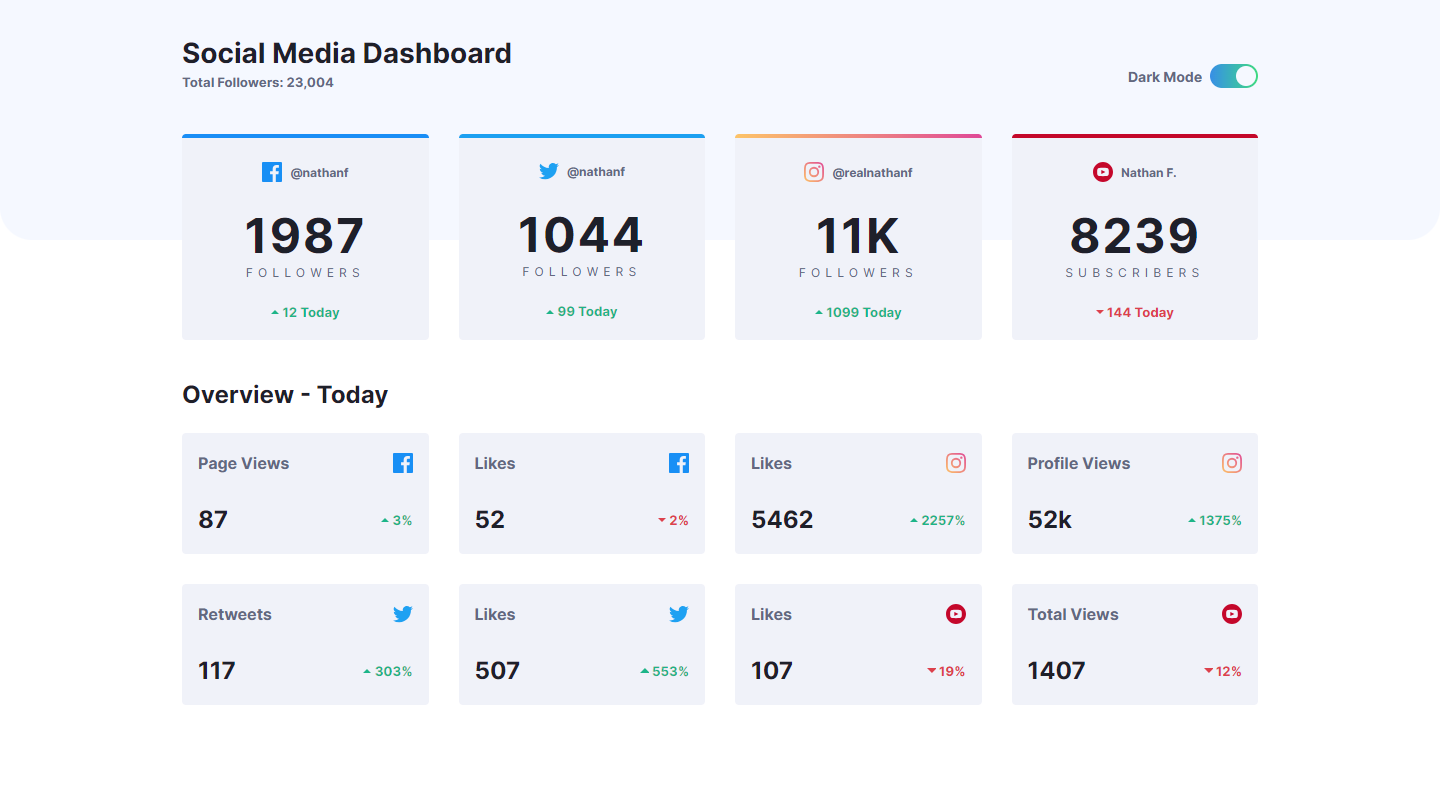 Social Media Dashboard
Total Followers: 23,004
Dark Mode
@nathanf
1987
FOLLOWERS
12 Today
@nathanf
1044
FOLLOWERS
99 Today
@realnathanf
11K
FOLLOWERS
1099 Today
Nathan F.
8239
SUBSCRIBERS
144 Today
Overview - Today
Page Views
87
3%
Likes
52
2%
Likes
5462
2257%
Profile Views
52k
1375%
Retweets
117
303%
Likes
507
553%
Likes
107
19%
Total Views
1407
12%